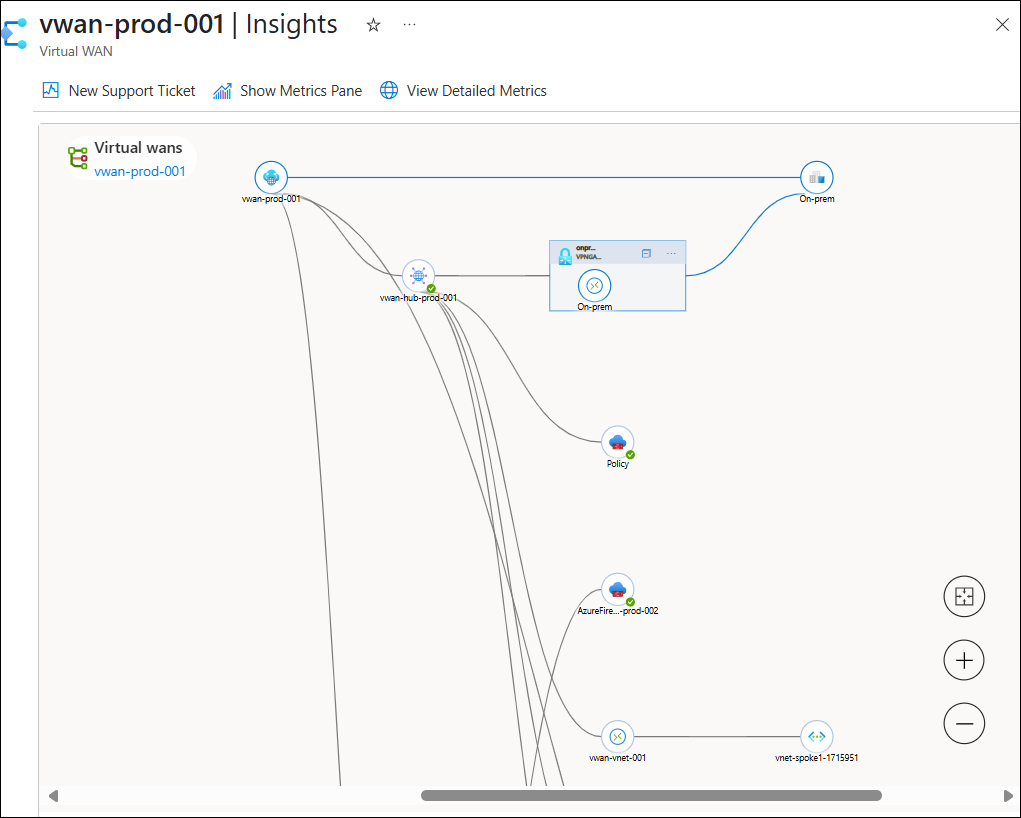 vwan-prod-001 | Insights
Virtual WAN
New Support Ticket
Show Metrics Pane
View Detailed Metrics
Virtual wans
vwan-prod-001
vwan-prod-001
On-prem
onpr...
VPNGA...
On-prem
vwan-hub-prod-001
Policy
AzureFire...-prod-002
vwan-vnet-001
vnet-spoke1-1715951